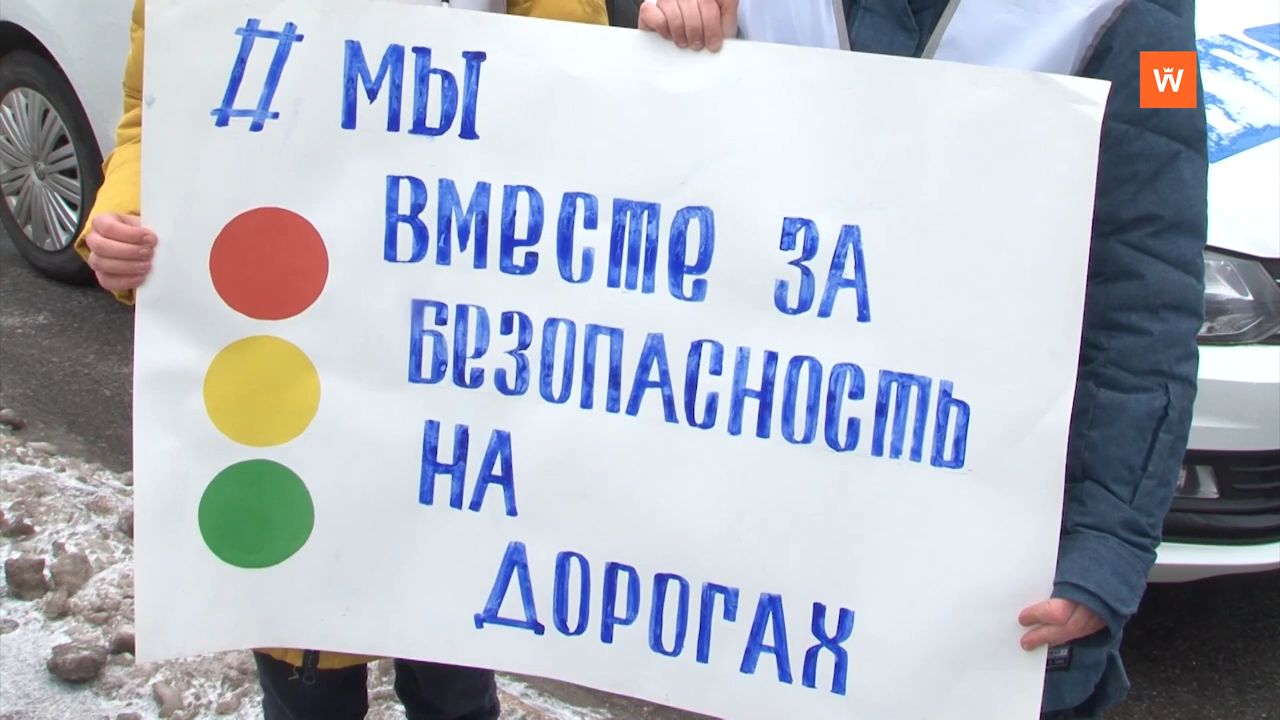 # мы
вместе за
безопасность
на
дорогах
W